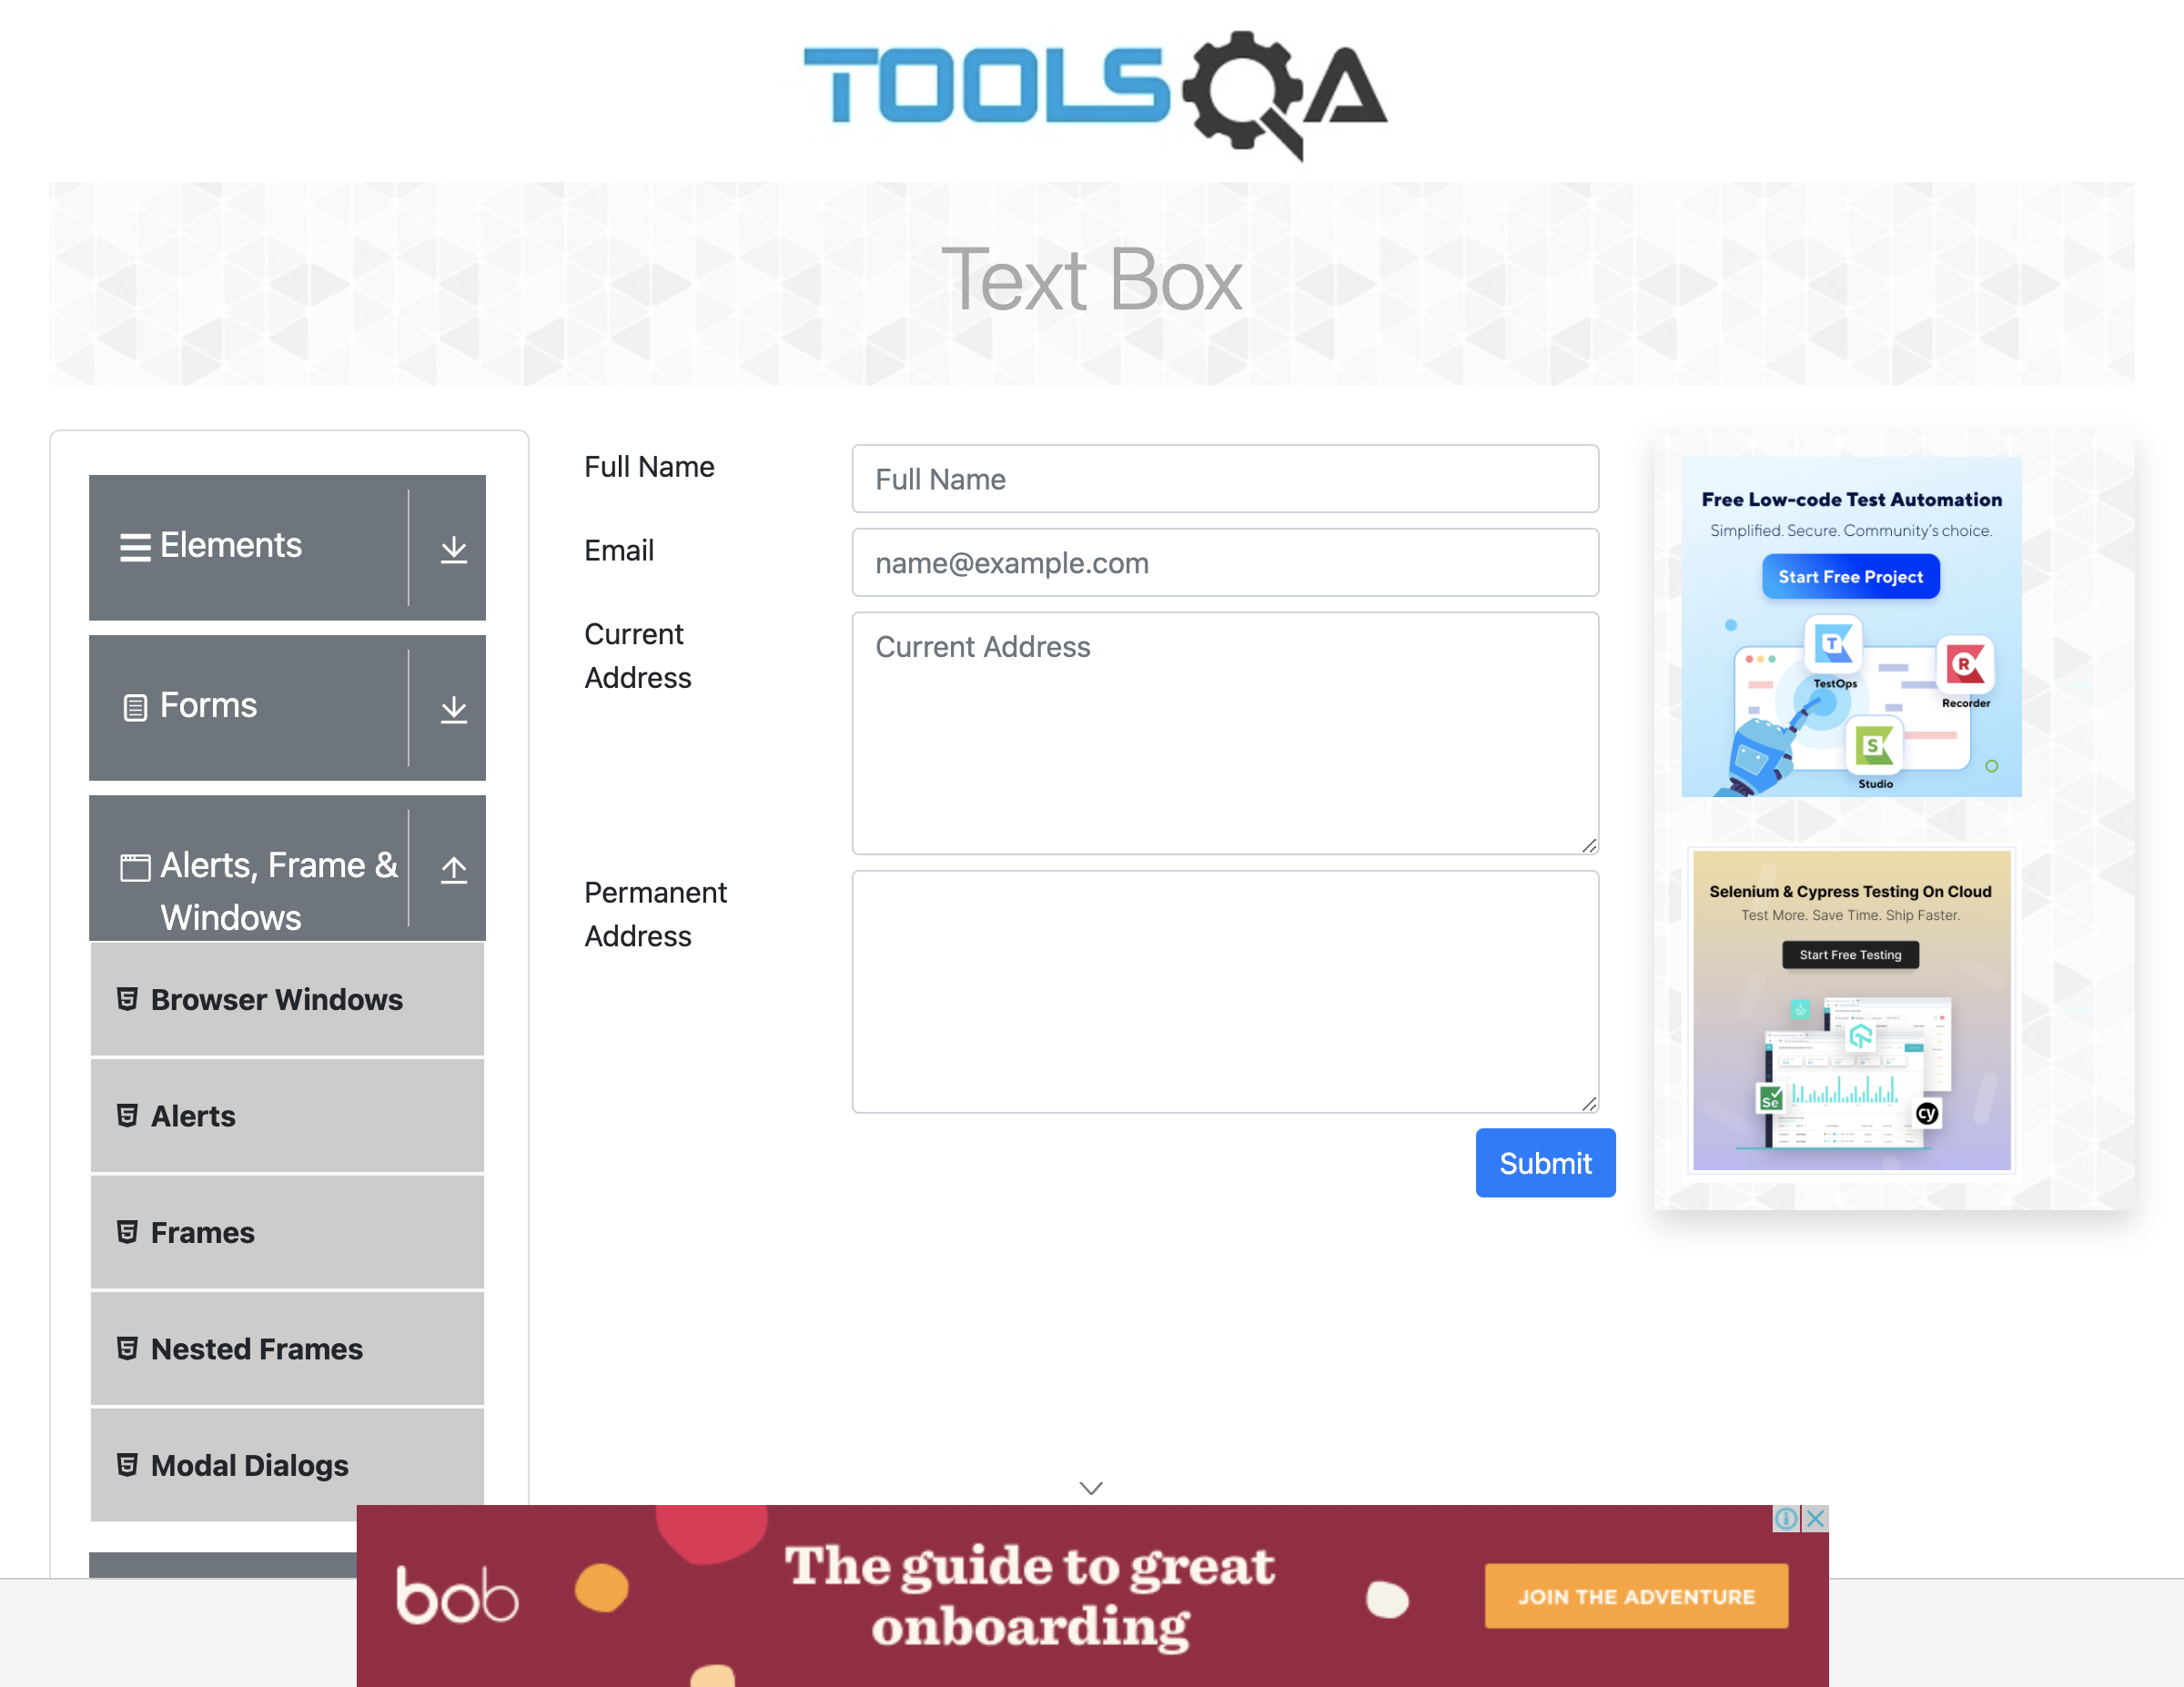 TOOLSQA
Text Box
Elements
Forms
Alerts, Frame &
Windows
Browser Windows
Alerts
Frames
Nested Frames
Modal Dialogs
Full Name
Full Name
Email
name@example.com
Current
Address
Current Address
Permanent
Address
Submit
Free Low-code Test Automation
Simplified. Secure. Community's choice.
Start Free Project
T
TestOps
R
Recorder
S
Studio
Selenium & Cypress Testing On Cloud
Test More. Save Time. Ship Faster.
Start Free Testing
Se
cy
bob
The guide to great
onboarding
JOIN THE ADVENTURE